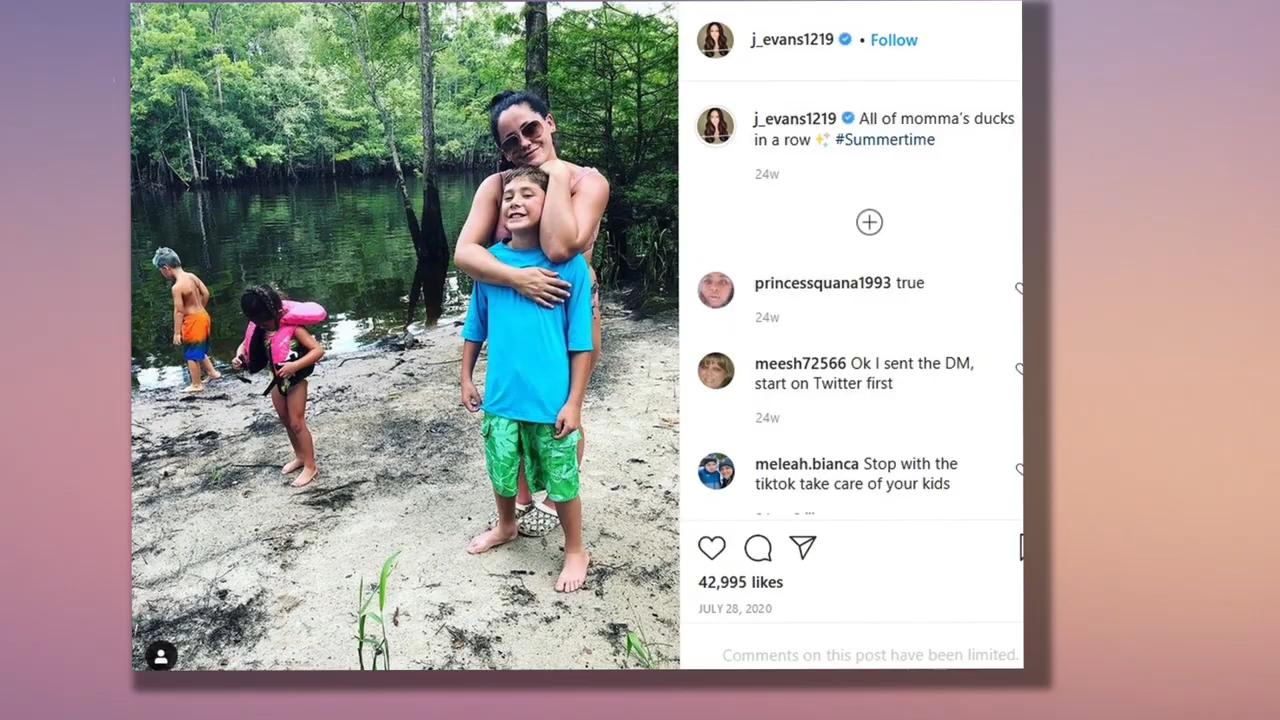 j_evans1219 • Follow
j_evans1219 All of momma's ducks
in a row ✨ #Summertime
24w
princessquana1993 true
24w
meesh72566 Ok I sent the DM,
start on Twitter first
24w
meleah.bianca Stop with the
tiktok take care of your kids
42,995 likes
JULY 28, 2020
Comments on this post have been limited.